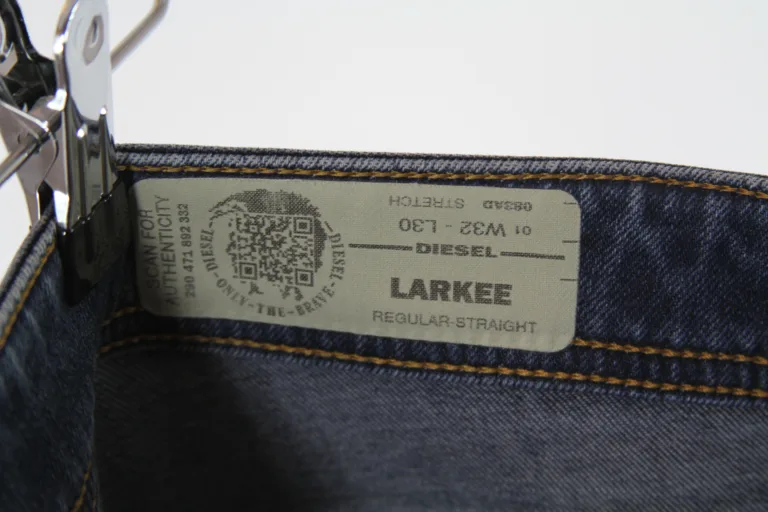 SCAN FOR
AUTHENTICITY
290 471 892 332
DIESEL
ONLY-THE-BRAVE
DIESEL
083AD STRETCH
01 W32 - L30
DIESEL
LARKEE
REGULAR-STRAIGHT